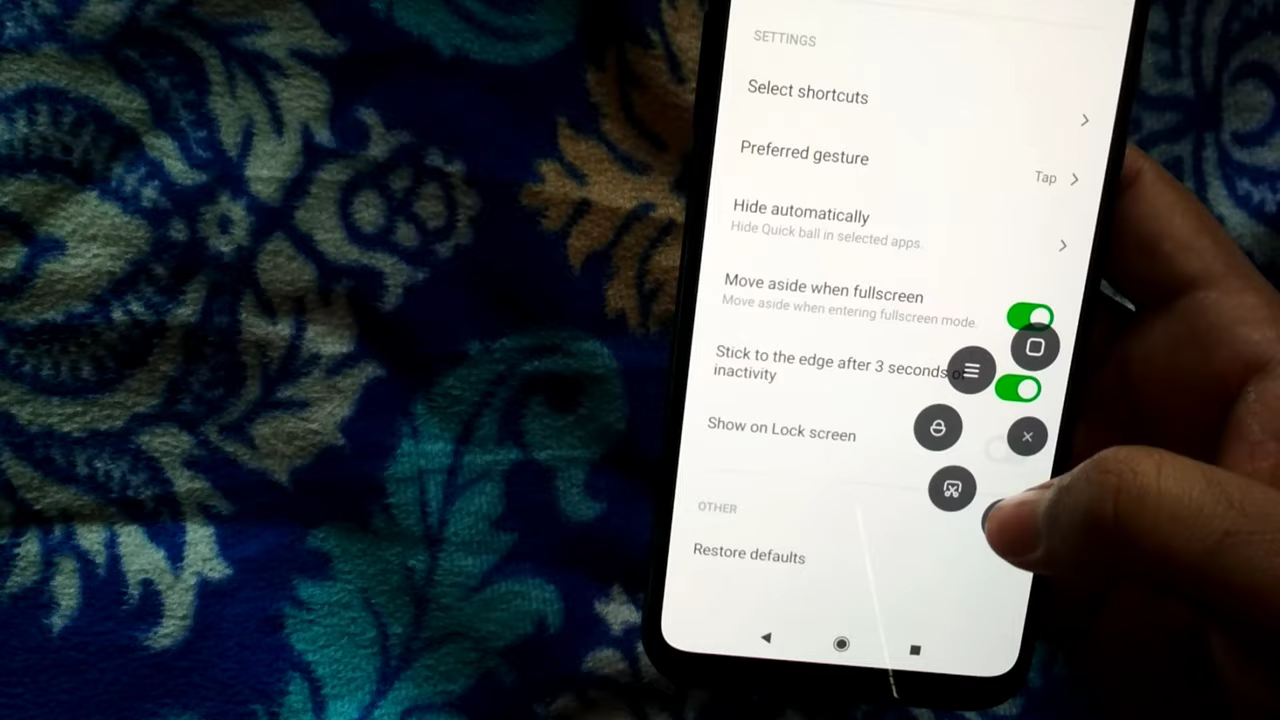 SETTINGS
Select shortcuts
Preferred gesture
Tap
Hide automatically
Hide Quick ball in selected apps.
Move aside when fullscreen
Move aside when entering fullscreen mode.
Stick to the edge after 3 seconds of
inactivity
Show on Lock screen
OTHER
Restore defaults